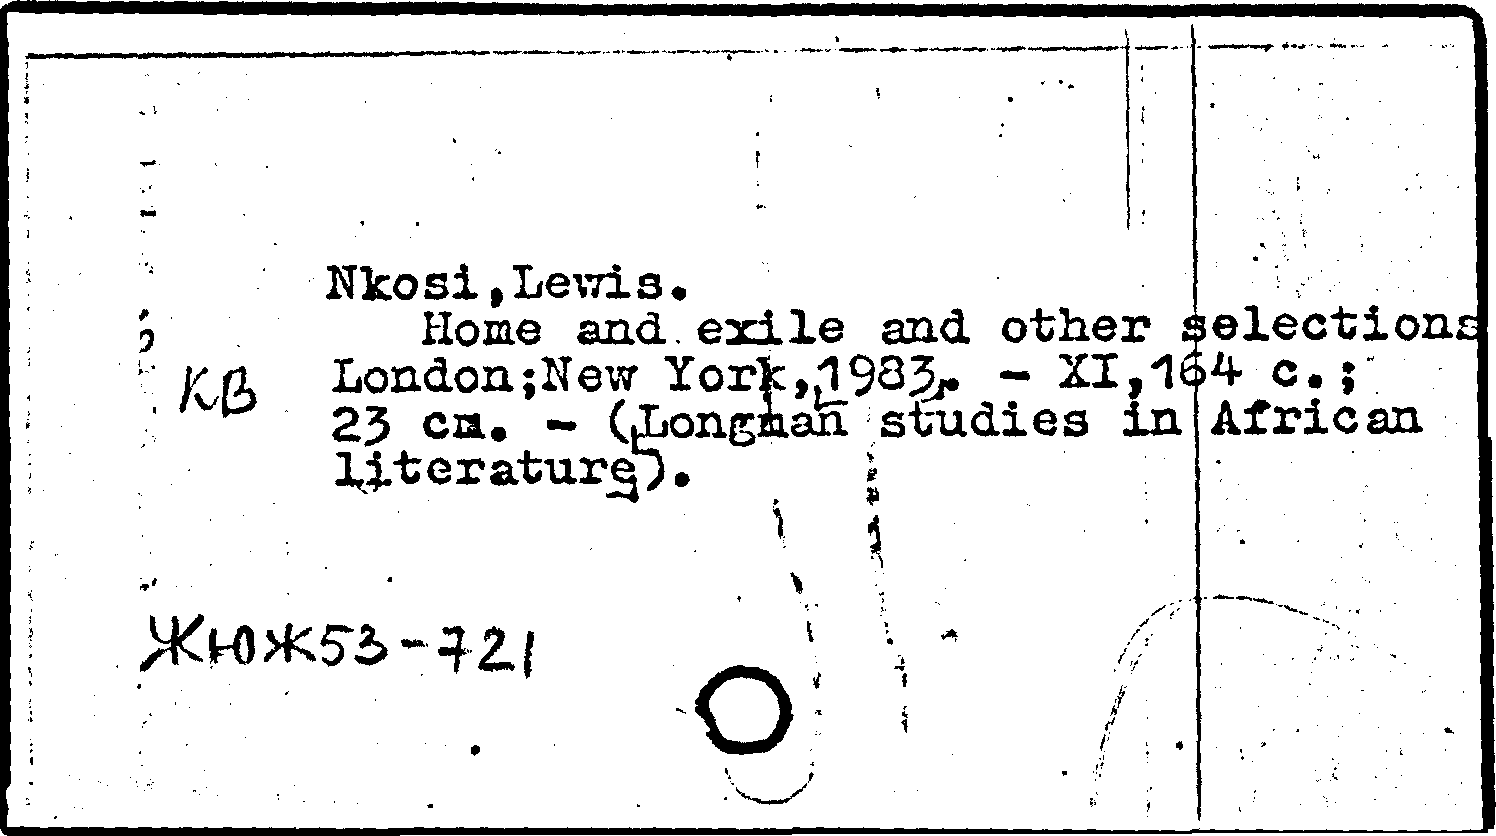 Nkosi,Lewis.
Home and exile and other selections
London;New York,1983. - XI,164 c.;
КВ
23 cm. - (Longman studies in African
literature).
ЖЮЖ53-721